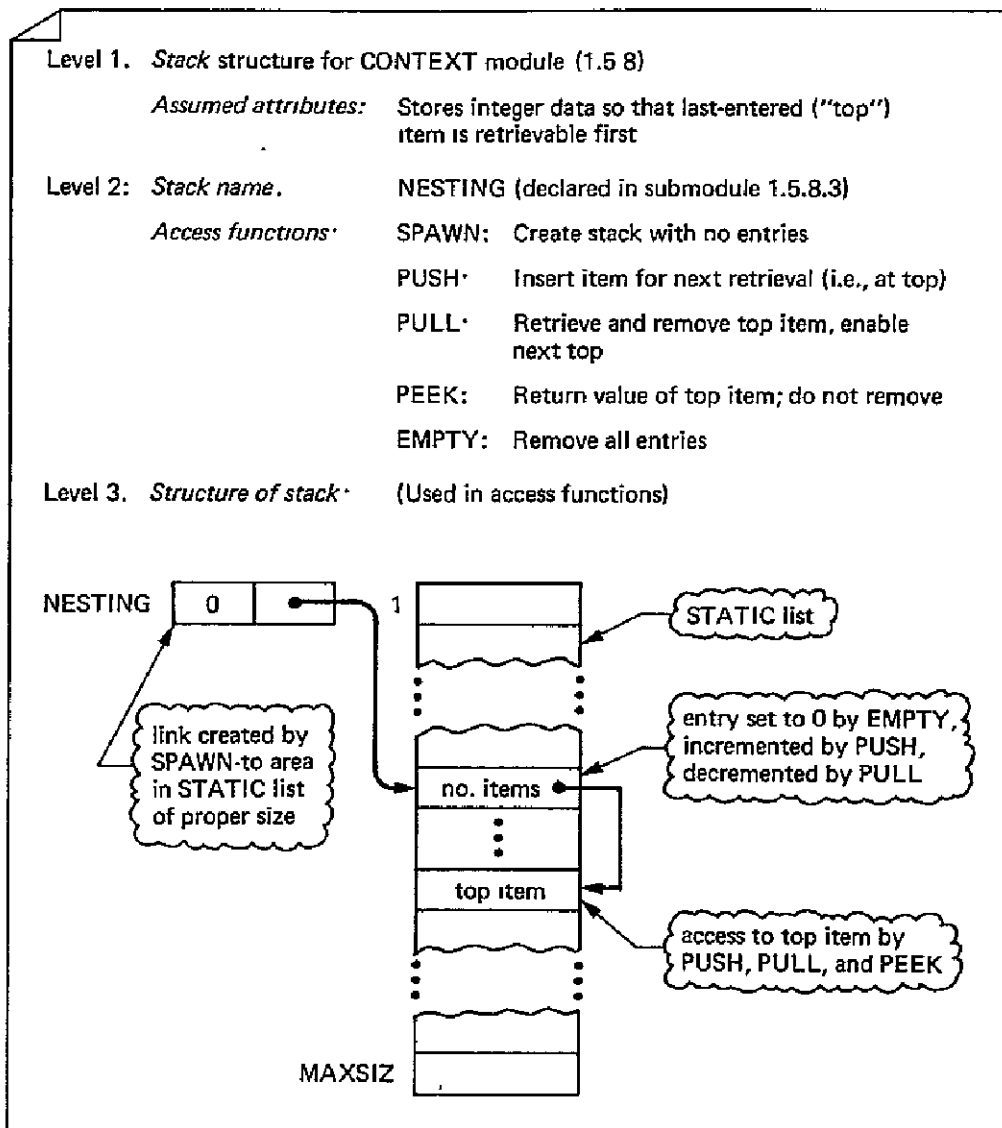 Level 1. Stack structure for CONTEXT module (1.5 8)
Assumed attributes: Stores integer data so that last-entered ("top")
item is retrievable first
Level 2: Stack name. NESTING (declared in submodule 1.5.8.3)
Access functions· SPAWN: Create stack with no entries
PUSH· Insert item for next retrieval (i.e., at top)
PULL· Retrieve and remove top item, enable
next top
PEEK: Return value of top item; do not remove
EMPTY: Remove all entries
Level 3. Structure of stack· (Used in access functions)
NESTING 0 1
STATIC list
link created by
SPAWN-to area
in STATIC list
of proper size
entry set to 0 by EMPTY,
incremented by PUSH,
decremented by PULL
no. items
top item
access to top item by
PUSH, PULL, and PEEK
MAXSIZ